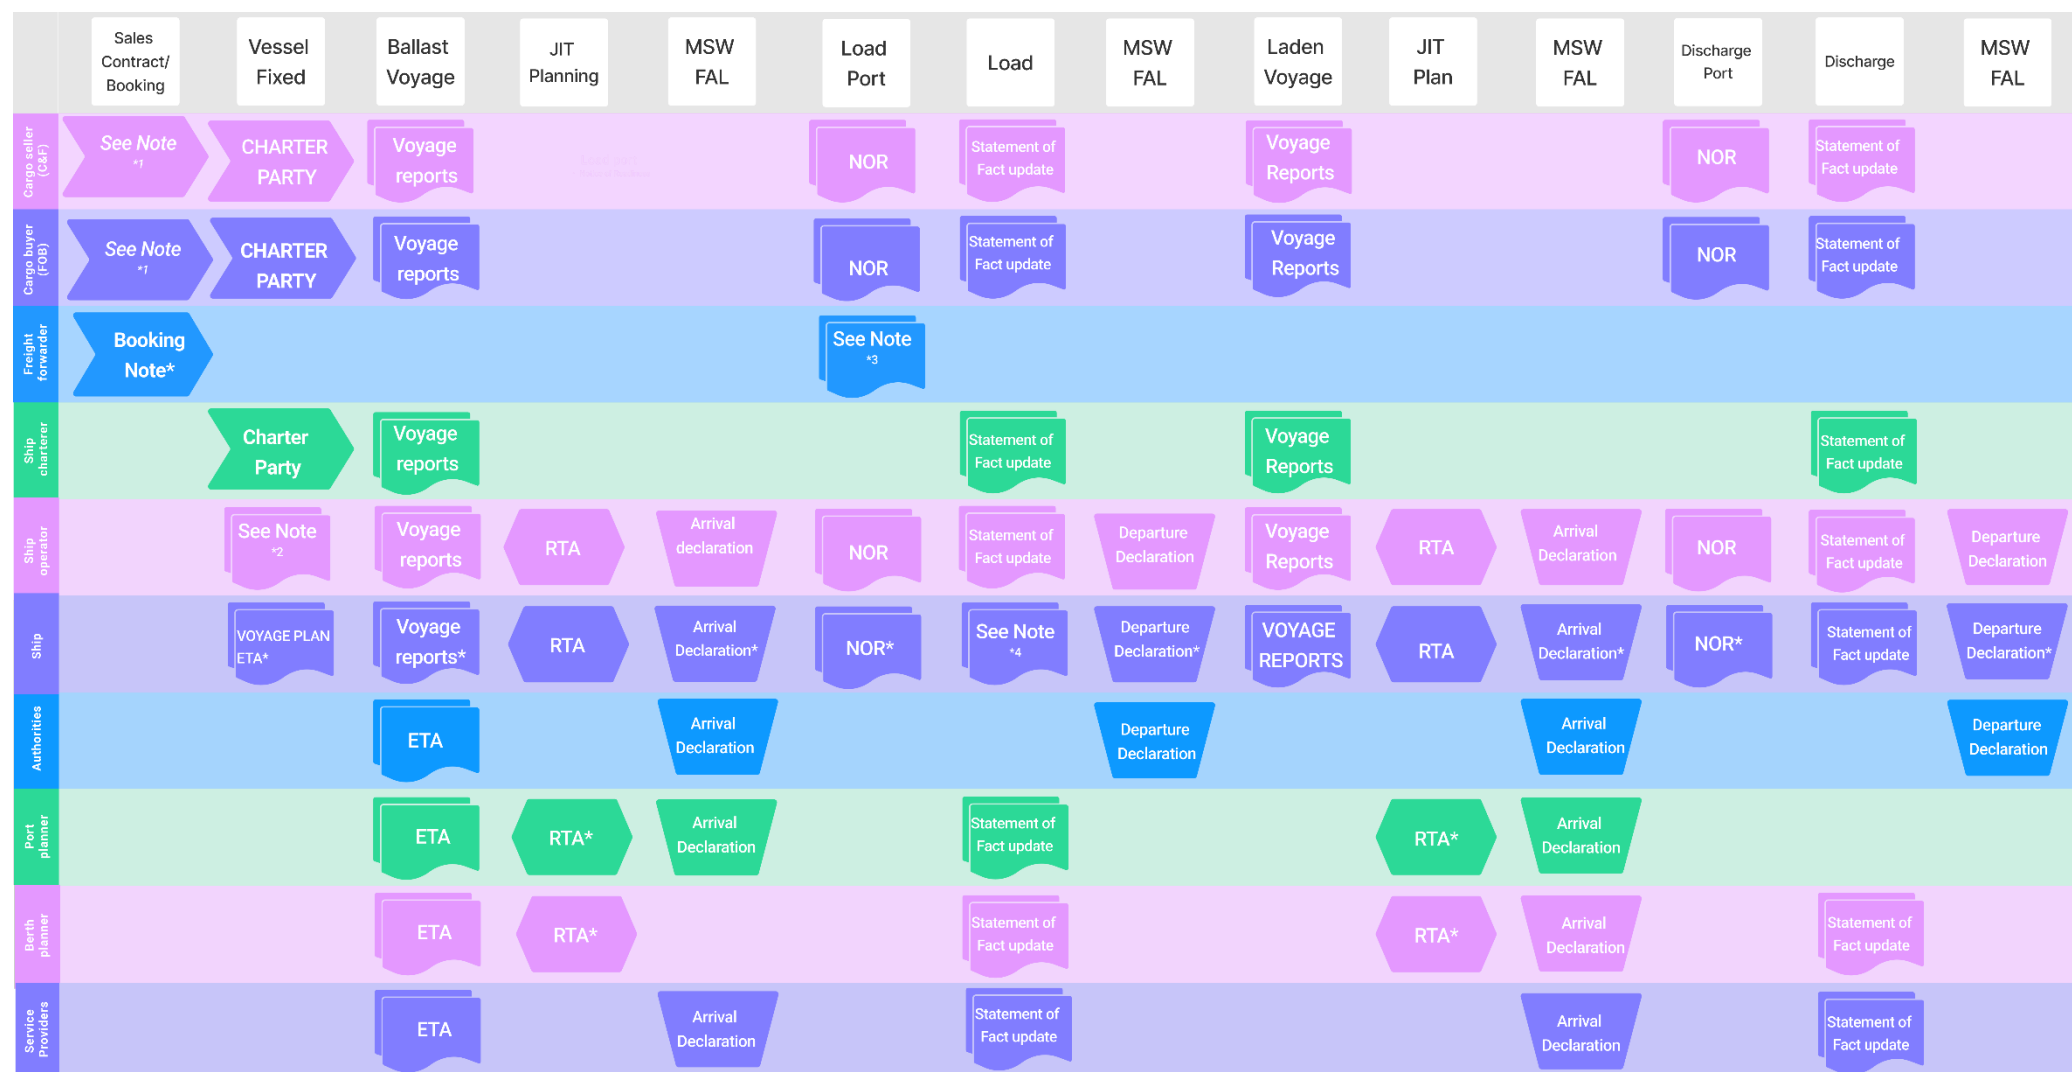 Sales
Contract/
Booking
Vessel
Fixed
Ballast
Voyage
JIT
Planning
MSW
FAL
Load
Port
Load
MSW
FAL
Laden
Voyage
JIT
Plan
MSW
FAL
Discharge
Port
Discharge
MSW
FAL
Cargo seller
(C&F)
See Note
*1
CHARTER
PARTY
Voyage
reports
NOR
Statement of
Fact update
Voyage
Reports
NOR
Statement of
Fact update
Cargo buyer
(FOB)
See Note
*1
CHARTER
PARTY
Voyage
reports
NOR
Statement of
Fact update
Voyage
Reports
NOR
Statement of
Fact update
Freight
forwarder
Booking
Note*
See Note
*3
Ship
charterer
Charter
Party
Voyage
reports
Statement of
Fact update
Voyage
Reports
Statement of
Fact update
Ship
operator
See Note
*2
Voyage
reports
RTA
Arrival
declaration
NOR
Statement of
Fact update
Departure
Declaration
Voyage
Reports
RTA
Arrival
Declaration
NOR
Statement of
Fact update
Departure
Declaration
Ship
VOYAGE PLAN
ETA*
Voyage
reports*
RTA
Arrival
Declaration*
NOR*
See Note
*4
Departure
Declaration*
VOYAGE
REPORTS
RTA
Arrival
Declaration*
NOR*
Statement of
Fact update
Departure
Declaration*
Authorities
ETA
Arrival
Declaration
Departure
Declaration
Arrival
Declaration
Departure
Declaration
Port
planner
ETA
RTA*
Arrival
Declaration
Statement of
Fact update
RTA*
Arrival
Declaration
Berth
planner
ETA
RTA*
Statement of
Fact update
RTA*
Arrival
Declaration
Statement of
Fact update
Service
Providers
ETA
Arrival
Declaration
Statement of
Fact update
Arrival
Declaration
Statement of
Fact update